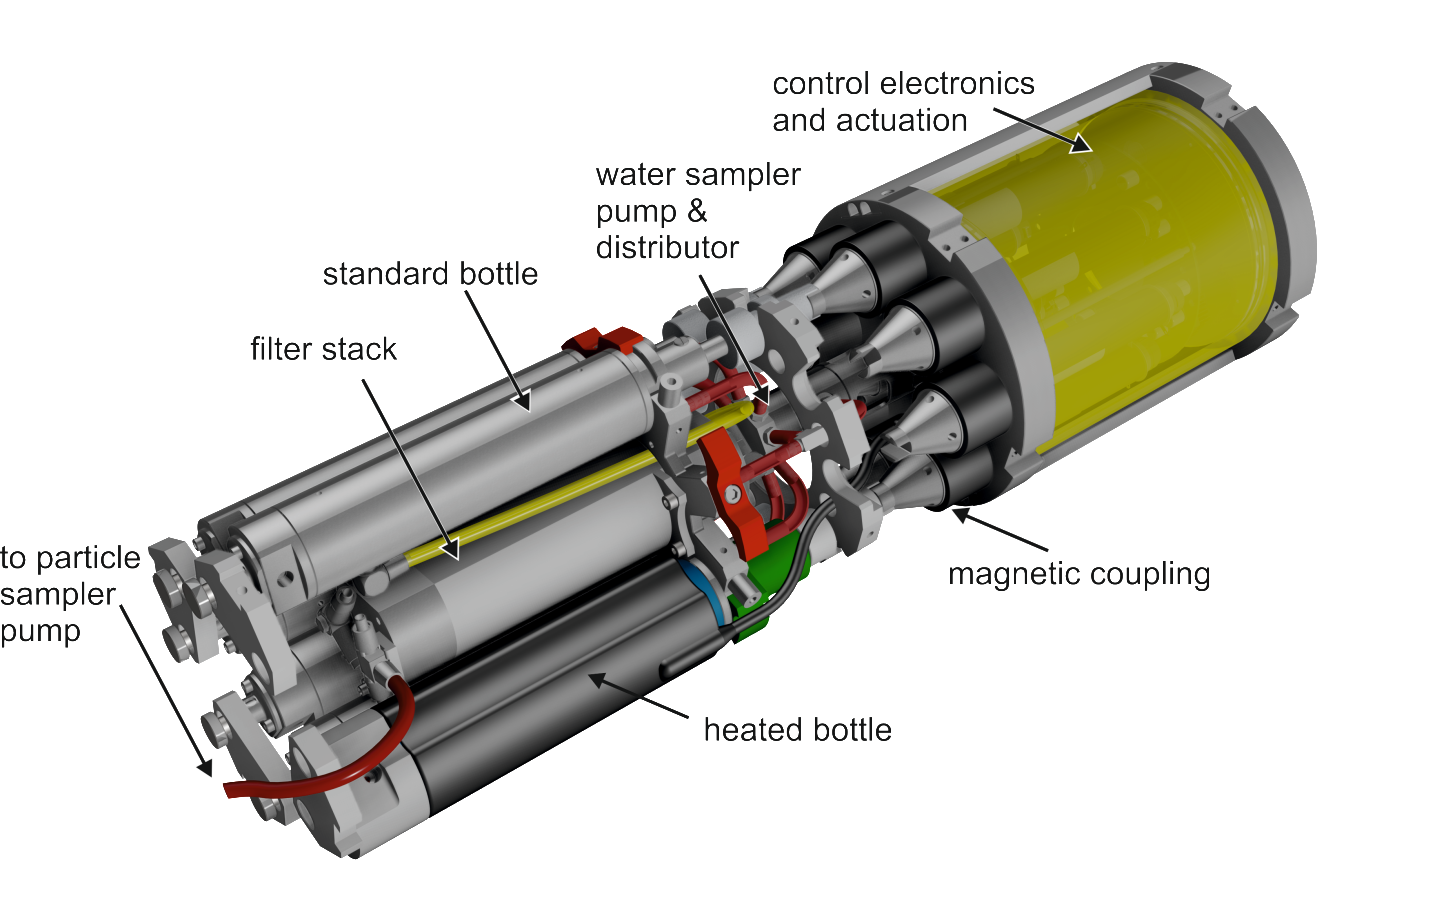 control electronics
and actuation
water sampler
pump &
distributor
standard bottle
filter stack
to particle
sampler
pump
magnetic coupling
heated bottle